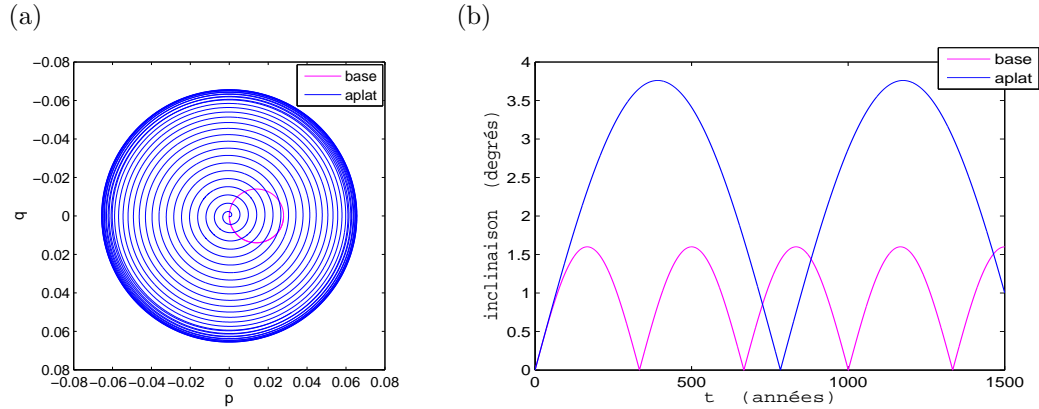 (a)
-0.08
-0.06
-0.04
-0.02
0
0.02
0.04
0.06
0.08
q
-0.08 -0.06 -0.04 -0.02 0 0.02 0.04 0.06 0.08
p
base
aplat
(b)
4
3.5
3
2.5
2
1.5
1
0.5
0
inclinaison (degrés)
0 500 1000 1500
t (années)
base
aplat